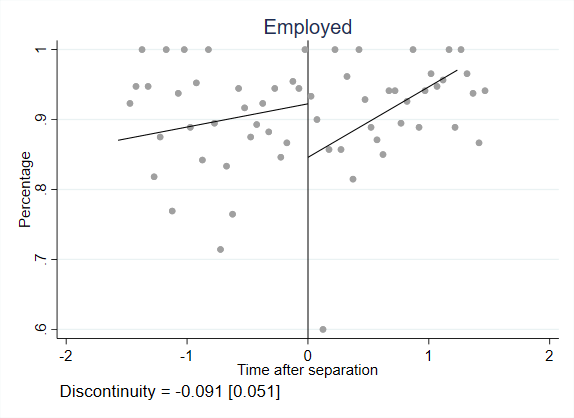 Employed
Percentage
1
.9
.8
.7
.6
-2
-1
0
1
2
Time after separation
Discontinuity = -0.091 [0.051]